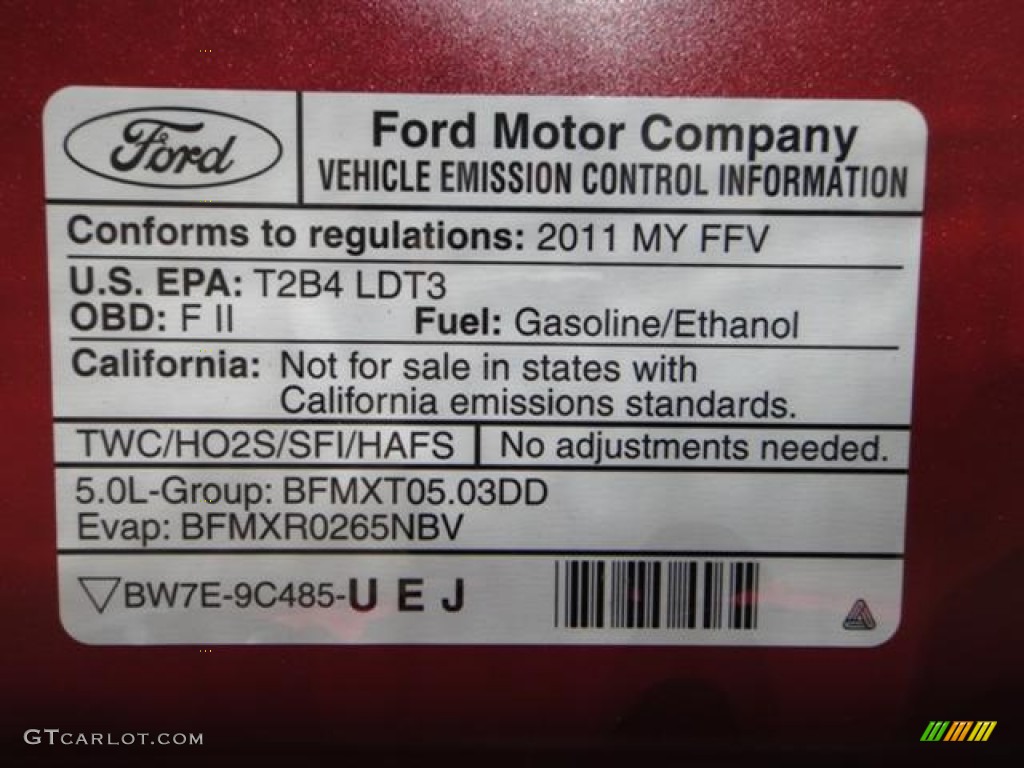 Ford
Ford Motor Company
VEHICLE EMISSION CONTROL INFORMATION
Conforms to regulations: 2011 MY FFV
U.S. EPA: T2B4 LDT3
OBD: F II Fuel: Gasoline/Ethanol
California: Not for sale in states with
California emissions standards.
TWC/HO2S/SFI/HAFS No adjustments needed.
5.0L-Group: BFMXT05.03DD
Evap: BFMXR0265NBV
BW7E-9C485-U E J
GTCARLOT.COM